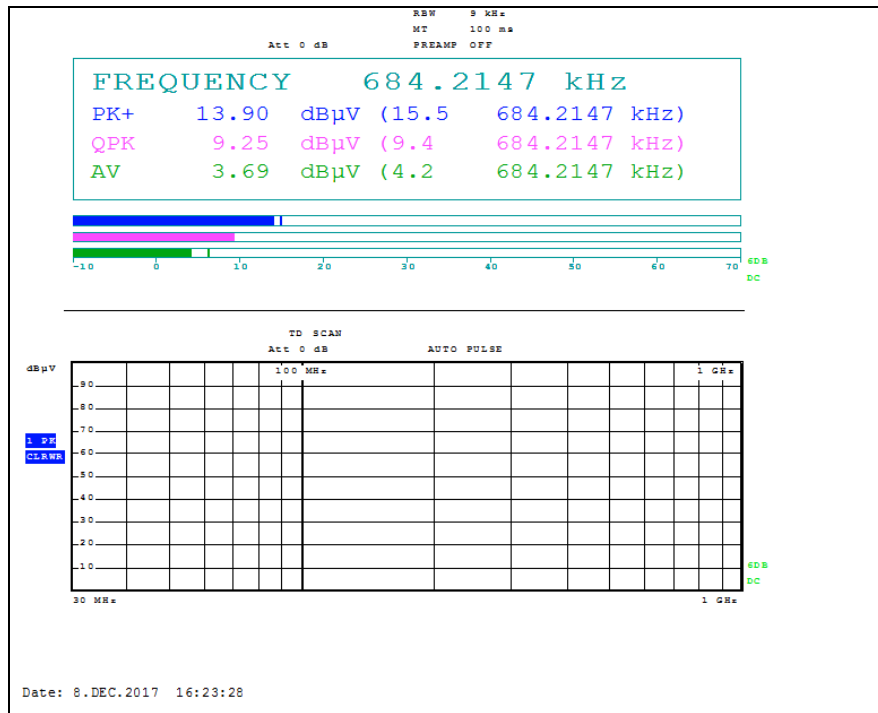 RBW 9 kHz
MT 100 ms
Att 0 dB PREAMP OFF
FREQUENCY 684.2147 kHz
PK+ 13.90 dBµV (15.5 684.2147 kHz)
QPK 9.25 dBµV (9.4 684.2147 kHz)
AV 3.69 dBµV (4.2 684.2147 kHz)
-10 0 10 20 30 40 50 60 70
6DB
DC
TD SCAN
Att 0 dB AUTO PULSE
dBµV
100 MHz 1 GHz
90
80
70
1 PK
60
CLRWR
50
40
30
20
10
6DB
DC
30 MHz 1 GHz
Date: 8.DEC.2017 16:23:28